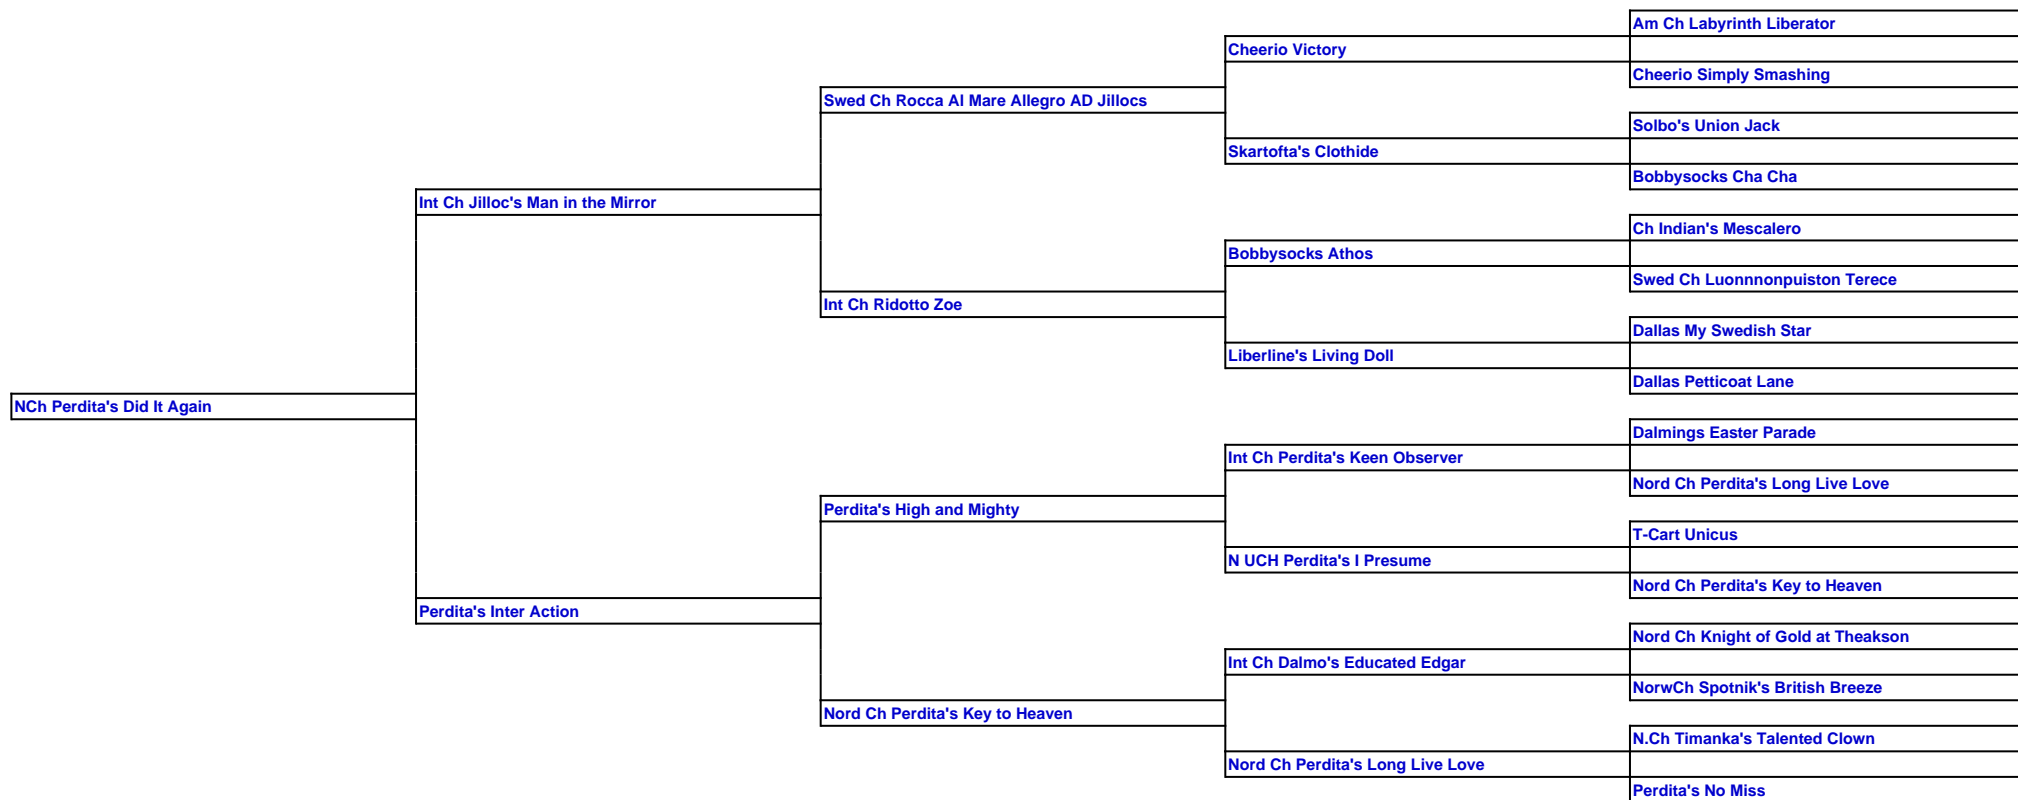 Am Ch Labyrinth Liberator
Cheerio Victory
Cheerio Simply Smashing
Swed Ch Rocca Al Mare Allegro AD Jillocs
Solbo's Union Jack
Skartofta's Clothide
Bobbysocks Cha Cha
Int Ch Jilloc's Man in the Mirror
Ch Indian's Mescalero
Bobbysocks Athos
Swed Ch Luonnnonpuiston Terece
Int Ch Ridotto Zoe
Dallas My Swedish Star
Liberline's Living Doll
Dallas Petticoat Lane
NCh Perdita's Did It Again
Dalmings Easter Parade
Int Ch Perdita's Keen Observer
Nord Ch Perdita's Long Live Love
Perdita's High and Mighty
T-Cart Unicus
N UCH Perdita's I Presume
Nord Ch Perdita's Key to Heaven
Perdita's Inter Action
Nord Ch Knight of Gold at Theakson
Int Ch Dalmo's Educated Edgar
NorwCh Spotnik's British Breeze
Nord Ch Perdita's Key to Heaven
N.Ch Timanka's Talented Clown
Nord Ch Perdita's Long Live Love
Perdita's No Miss